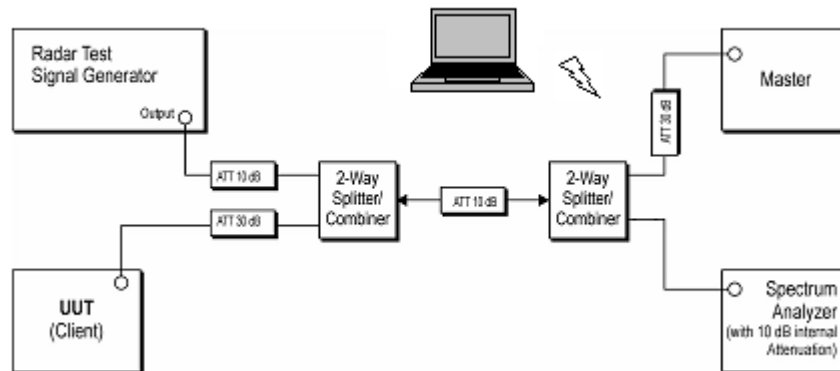 Radar Test
Signal Generator
Output
ATT 10 dB
ATT 30 dB
UUT
(Client)
2-Way
Splitter/
Combiner
ATT 10 dB
2-Way
Splitter/
Combiner
ATT 30 dB
Master
Spectrum
Analyzer
(with 10 dB internal
Attenuation)